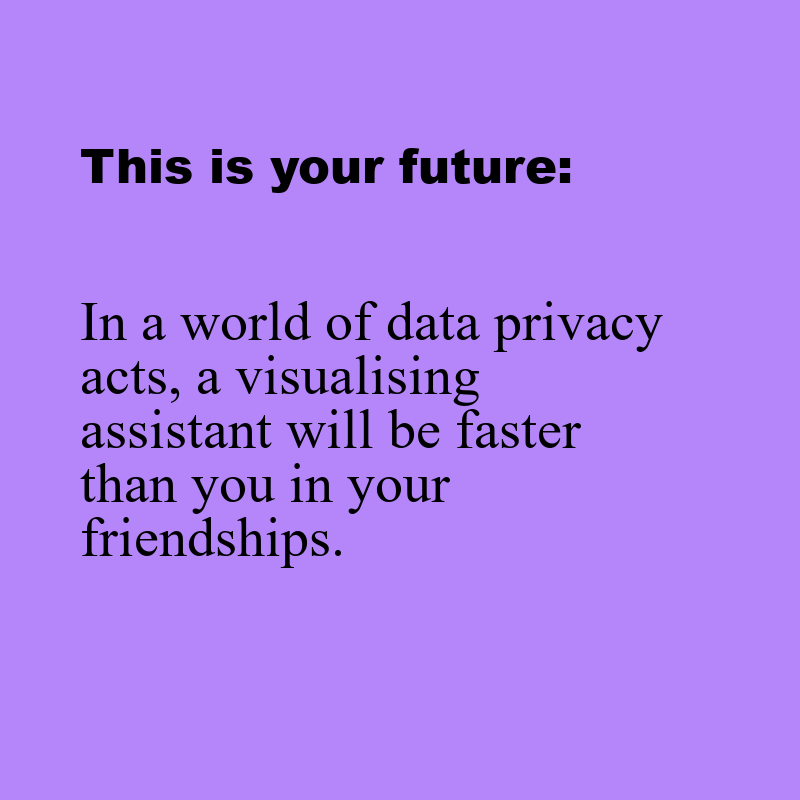 This is your future:
In a world of data privacy
acts, a visualising
assistant will be faster
than you in your
friendships.